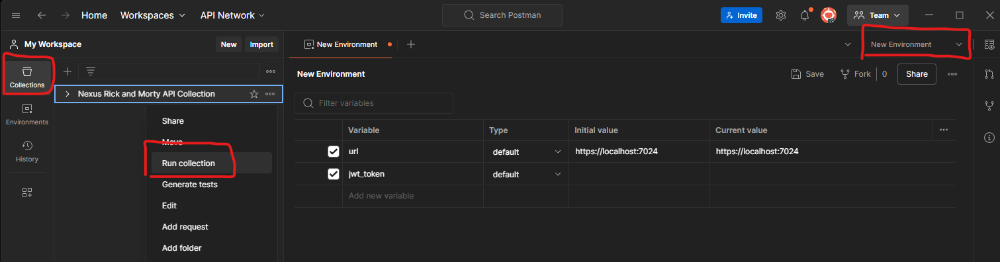 Home Workspaces API Network Search Postman Invite Team
My Workspace New Import New Environment New Environment
Collections
Nexus Rick and Morty API Collection
Environments
History
Share
Move
Run collection
Generate tests
Edit
Add request
Add folder
New Environment Save Fork 0 Share
Filter variables
Variable Type Initial value Current value
url default https://localhost:7024 https://localhost:7024
jwt_token default
Add new variable